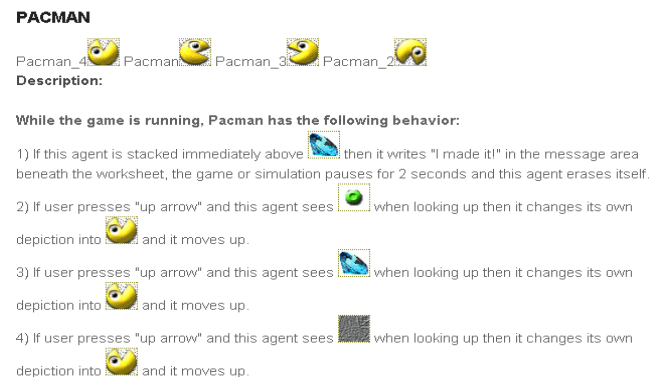 PACMAN
Pacman_4 Pacman Pacman_3 Pacman_2
Description:
While the game is running, Pacman has the following behavior:
1) If this agent is stacked immediately above then it writes "I made it!" in the message area
beneath the worksheet, the game or simulation pauses for 2 seconds and this agent erases itself.
2) If user presses "up arrow" and this agent sees when looking up then it changes its own
depiction into and it moves up.
3) If user presses "up arrow" and this agent sees when looking up then it changes its own
depiction into and it moves up.
4) If user presses "up arrow" and this agent sees when looking up then it changes its own
depiction into and it moves up.